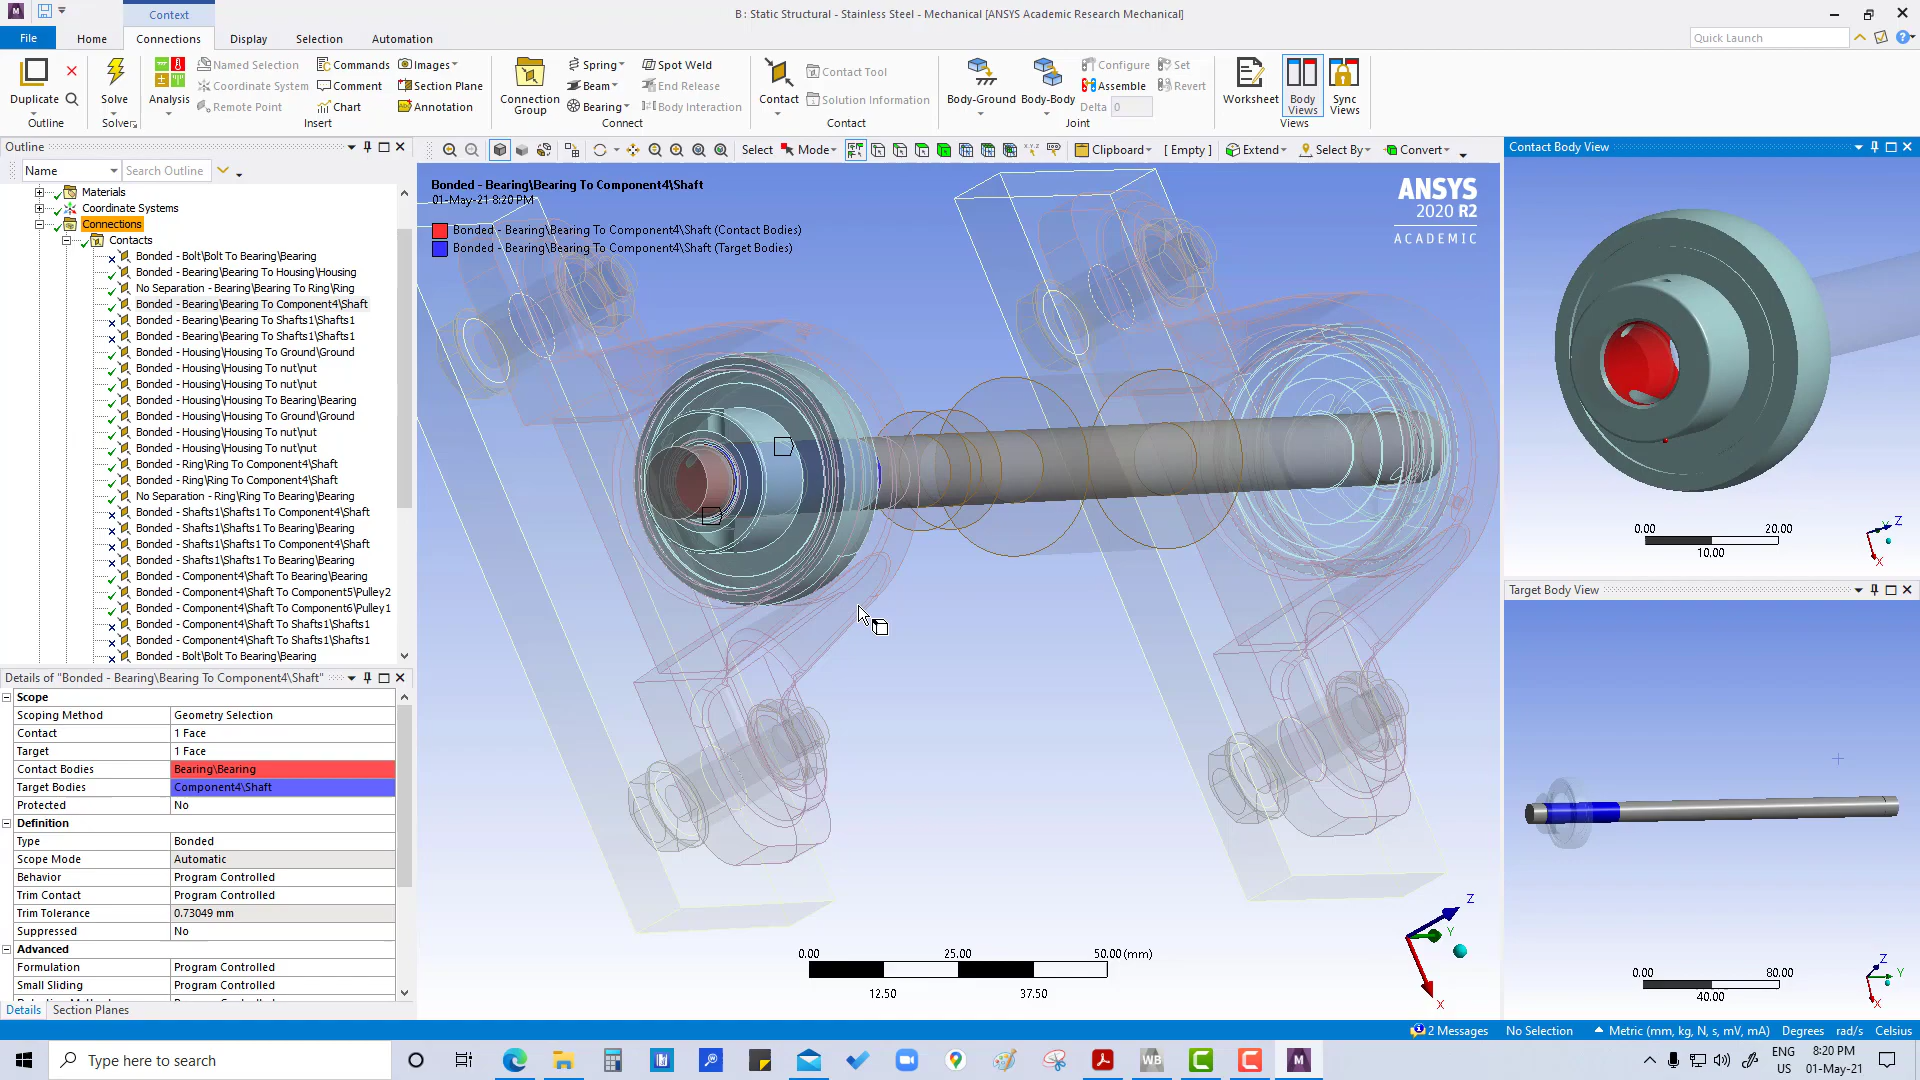 B : Static Structural - Stainless Steel - Mechanical [ANSYS Academic Research Mechanical]
Context
File
Home
Connections
Display
Selection
Automation
Quick Launch
Duplicate
Outline
Solve
Solver
Analysis
Named Selection
Coordinate System
Remote Point
Commands
Comment
Chart
Images
Section Plane
Annotation
Insert
Connection Group
Spring
Beam
Bearing
Spot Weld
End Release
Body Interaction
Connect
Contact
Contact Tool
Solution Information
Contact
Body-Ground
Body-Body
Configure
Assemble
Delta 0
Set
Revert
Joint
Worksheet
Body Views
Sync Views
Views
Outline
Name
Search Outline
Select
Mode
Clipboard
[ Empty ]
Extend
Select By
Convert
Materials
Coordinate Systems
Connections
Contacts
Bonded - Bolt\Bolt To Bearing\Bearing
Bonded - Bearing\Bearing To Housing\Housing
No Separation - Bearing\Bearing To Ring\Ring
Bonded - Bearing\Bearing To Component4\Shaft
Bonded - Bearing\Bearing To Shafts1\Shafts1
Bonded - Bearing\Bearing To Shafts1\Shafts1
Bonded - Housing\Housing To Ground\Ground
Bonded - Housing\Housing To nut\nut
Bonded - Housing\Housing To nut\nut
Bonded - Housing\Housing To Bearing\Bearing
Bonded - Housing\Housing To Ground\Ground
Bonded - Housing\Housing To nut\nut
Bonded - Housing\Housing To nut\nut
Bonded - Ring\Ring To Component4\Shaft
Bonded - Ring\Ring To Component4\Shaft
No Separation - Ring\Ring To Bearing\Bearing
Bonded - Shafts1\Shafts1 To Component4\Shaft
Bonded - Shafts1\Shafts1 To Bearing\Bearing
Bonded - Shafts1\Shafts1 To Component4\Shaft
Bonded - Shafts1\Shafts1 To Bearing\Bearing
Bonded - Component4\Shaft To Bearing\Bearing
Bonded - Component4\Shaft To Component5\Pulley2
Bonded - Component4\Shaft To Component6\Pulley1
Bonded - Component4\Shaft To Shafts1\Shafts1
Bonded - Component4\Shaft To Shafts1\Shafts1
Bonded - Bolt\Bolt To Bearing\Bearing
Details of "Bonded - Bearing\Bearing To Component4\Shaft"
Scope
Scoping Method Geometry Selection
Contact 1 Face
Target 1 Face
Contact Bodies Bearing\Bearing
Target Bodies Component4\Shaft
Protected No
Definition
Type Bonded
Scope Mode Automatic
Behavior Program Controlled
Trim Contact Program Controlled
Trim Tolerance 0.73049 mm
Suppressed No
Advanced
Formulation Program Controlled
Small Sliding Program Controlled
Details
Section Planes
Bonded - Bearing\Bearing To Component4\Shaft
01-May-21 8:20 PM
Bonded - Bearing\Bearing To Component4\Shaft (Contact Bodies)
Bonded - Bearing\Bearing To Component4\Shaft (Target Bodies)
ANSYS
2020 R2
ACADEMIC
0.00 25.00 50.00 (mm)
12.50 37.50
Z
Y
X
Contact Body View
0.00 20.00
10.00
Z
Y
X
Target Body View
0.00 80.00
40.00
Z
Y
X
2 Messages
No Selection
Metric (mm, kg, N, s, mV, mA)
Degrees
rad/s
Celsius
Type here to search
WB
M
ENG
US
8:20 PM
01-May-21